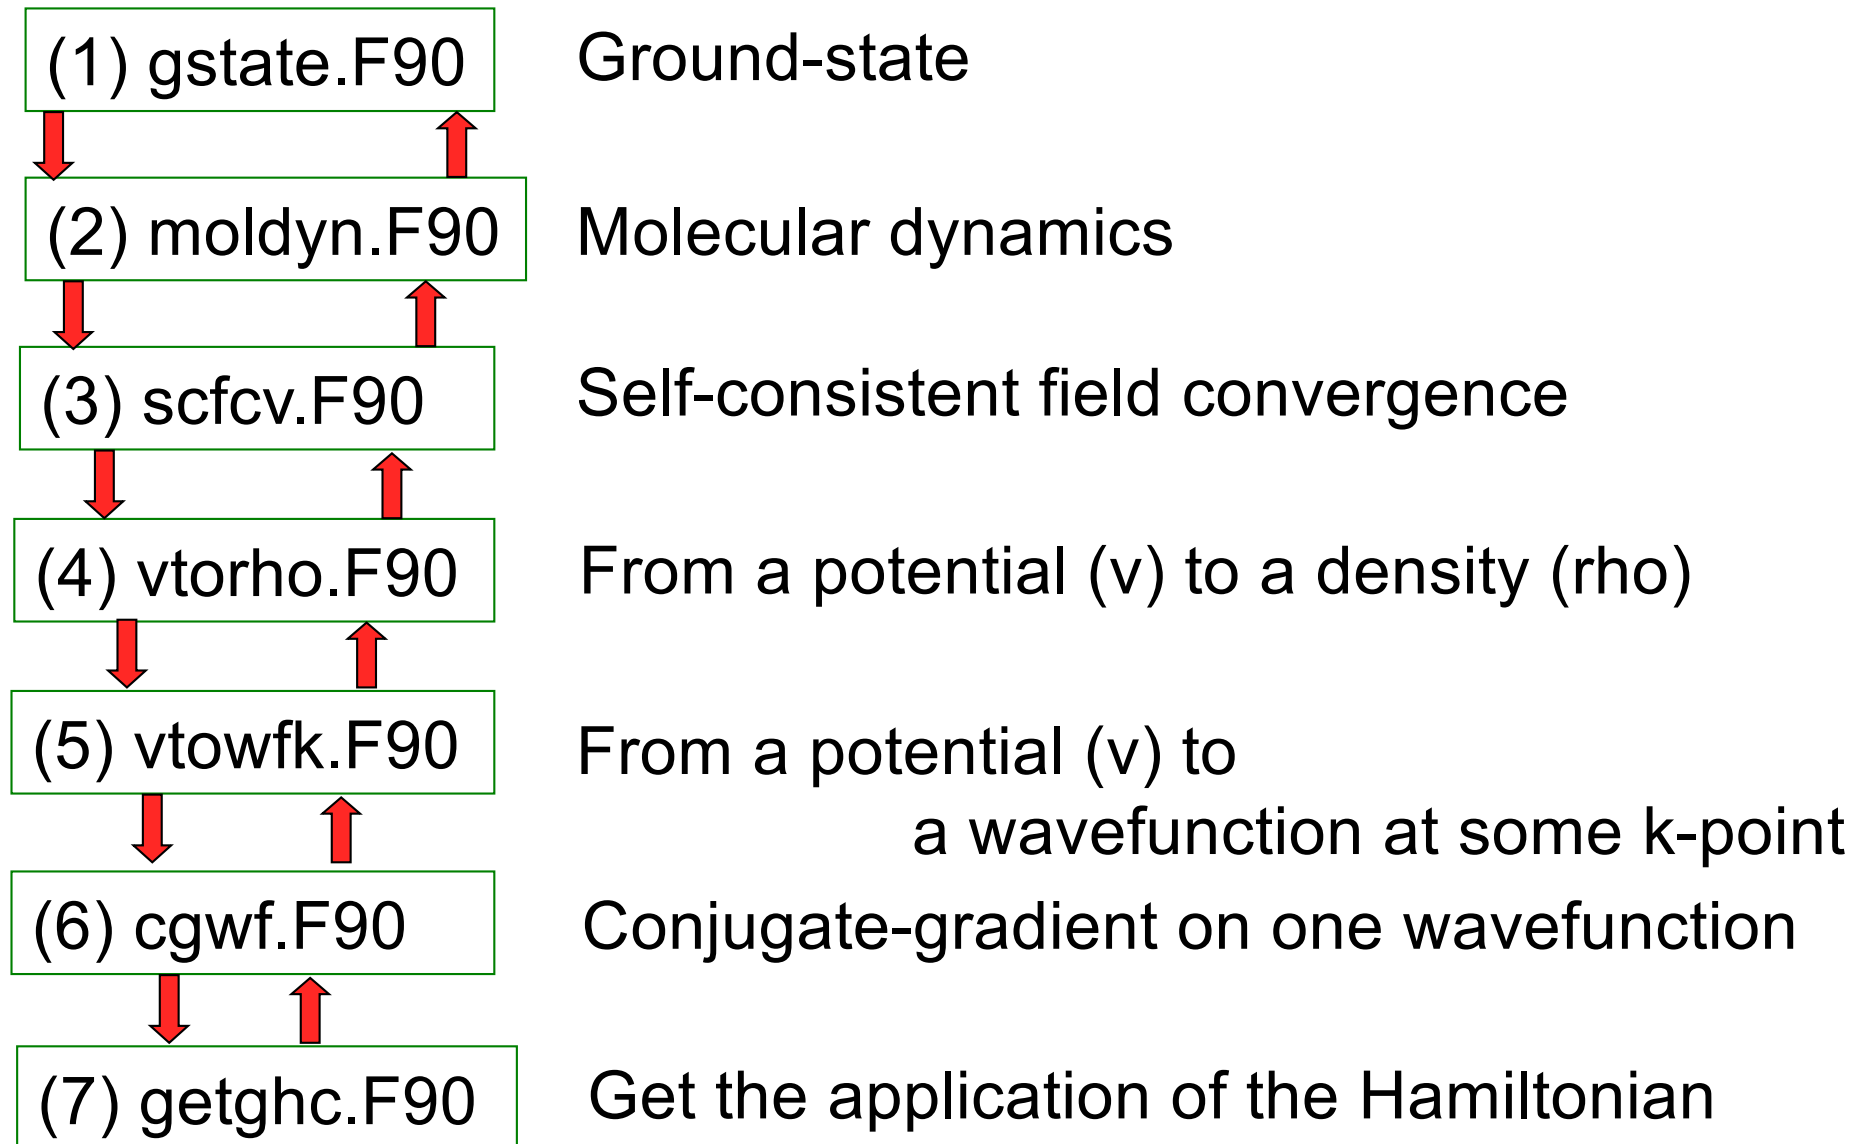 (1) gstate.F90 Ground-state
(2) moldyn.F90 Molecular dynamics
(3) scfcv.F90 Self-consistent field convergence
(4) vtorho.F90 From a potential (v) to a density (rho)
(5) vtowfk.F90 From a potential (v) to
a wavefunction at some k-point
(6) cgwf.F90 Conjugate-gradient on one wavefunction
(7) getghc.F90 Get the application of the Hamiltonian